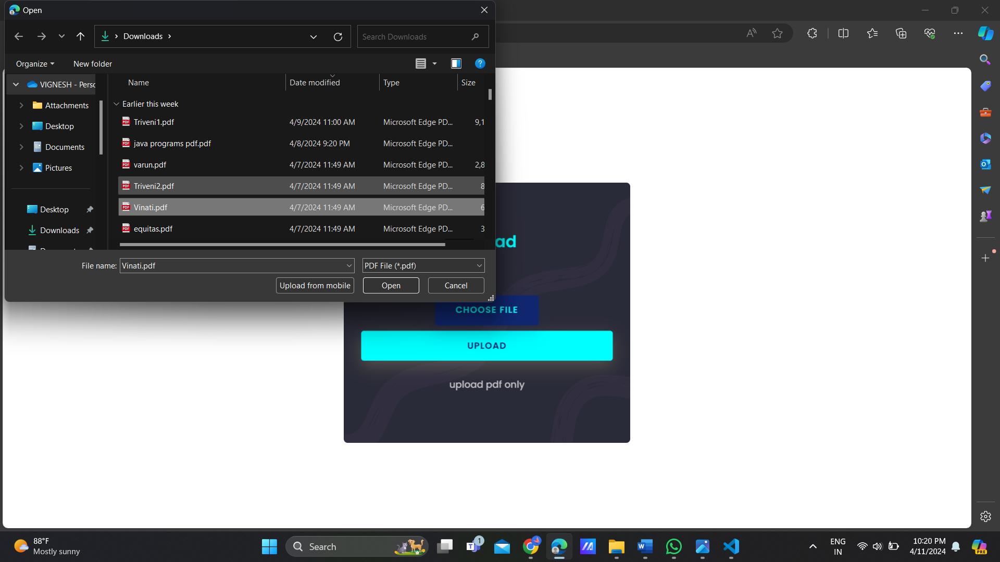 Open
Downloads
Search Downloads
Organize
New folder
Name Date modified Type Size
VIGNESH - Perso
Attachments
Desktop
Documents
Pictures
Desktop
Downloads
Earlier this week
Triveni1.pdf 4/9/2024 11:00 AM Microsoft Edge PD... 9,1
java programs pdf.pdf 4/8/2024 9:20 PM Microsoft Edge PD...
varun.pdf 4/7/2024 11:49 AM Microsoft Edge PD... 2,8
Triveni2.pdf 4/7/2024 11:49 AM Microsoft Edge PD... 8
Vinati.pdf 4/7/2024 11:49 AM Microsoft Edge PD... 6
equitas.pdf 4/7/2024 11:49 AM Microsoft Edge PD... 3
File name: Vinati.pdf PDF File (*.pdf)
Upload from mobile Open Cancel
ad
CHOOSE FILE
UPLOAD
upload pdf only
88°F
Mostly sunny
Search
1
ENG
IN
10:20 PM
4/11/2024
PRE